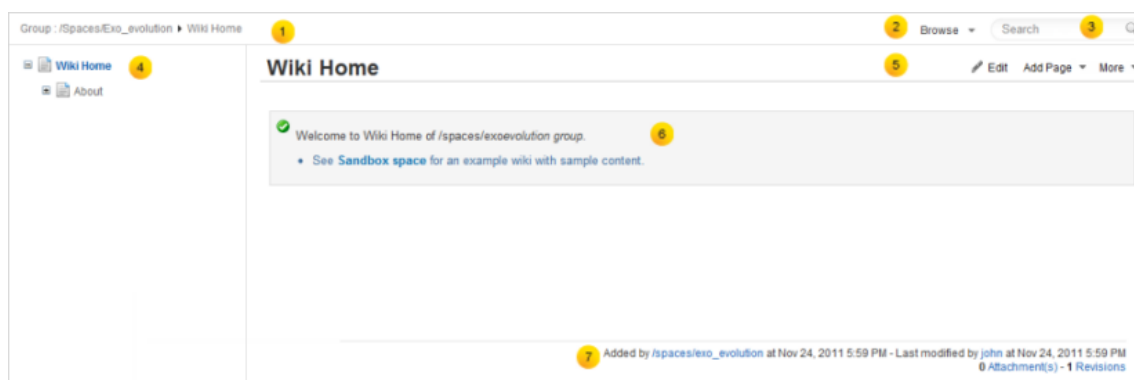 Group : /Spaces/Exo_evolution ▸ Wiki Home 1 2 Browse Search 3
Wiki Home 4
About
Wiki Home 5 Edit Add Page More
Welcome to Wiki Home of /spaces/exoevolution group. 6
• See Sandbox space for an example wiki with sample content.
7 Added by /spaces/exo_evolution at Nov 24, 2011 5:59 PM - Last modified by john at Nov 24, 2011 5:59 PM
0 Attachment(s) - 1 Revisions